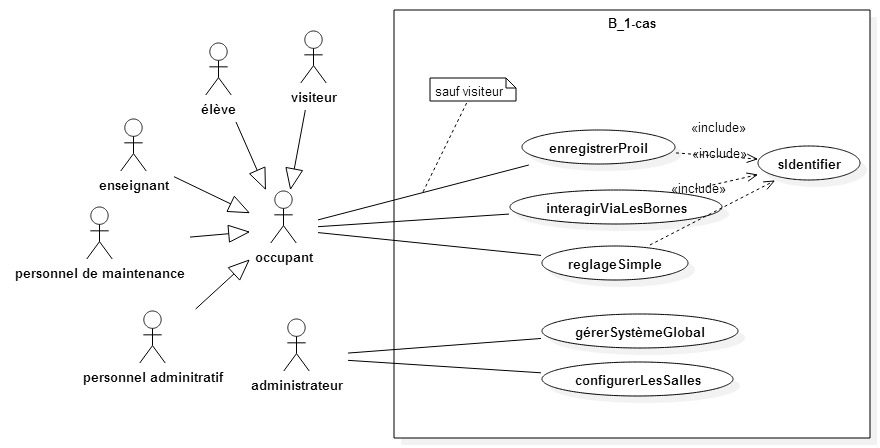 B_1-cas
visiteur
élève
sauf visiteur
«include»
enregistrerProil
«include»
sIdentifier
enseignant
«include»
interagirViaLesBornes
occupant
reglageSimple
personnel de maintenance
gérerSystèmeGlobal
personnel adminitratif
administrateur
configurerLesSalles